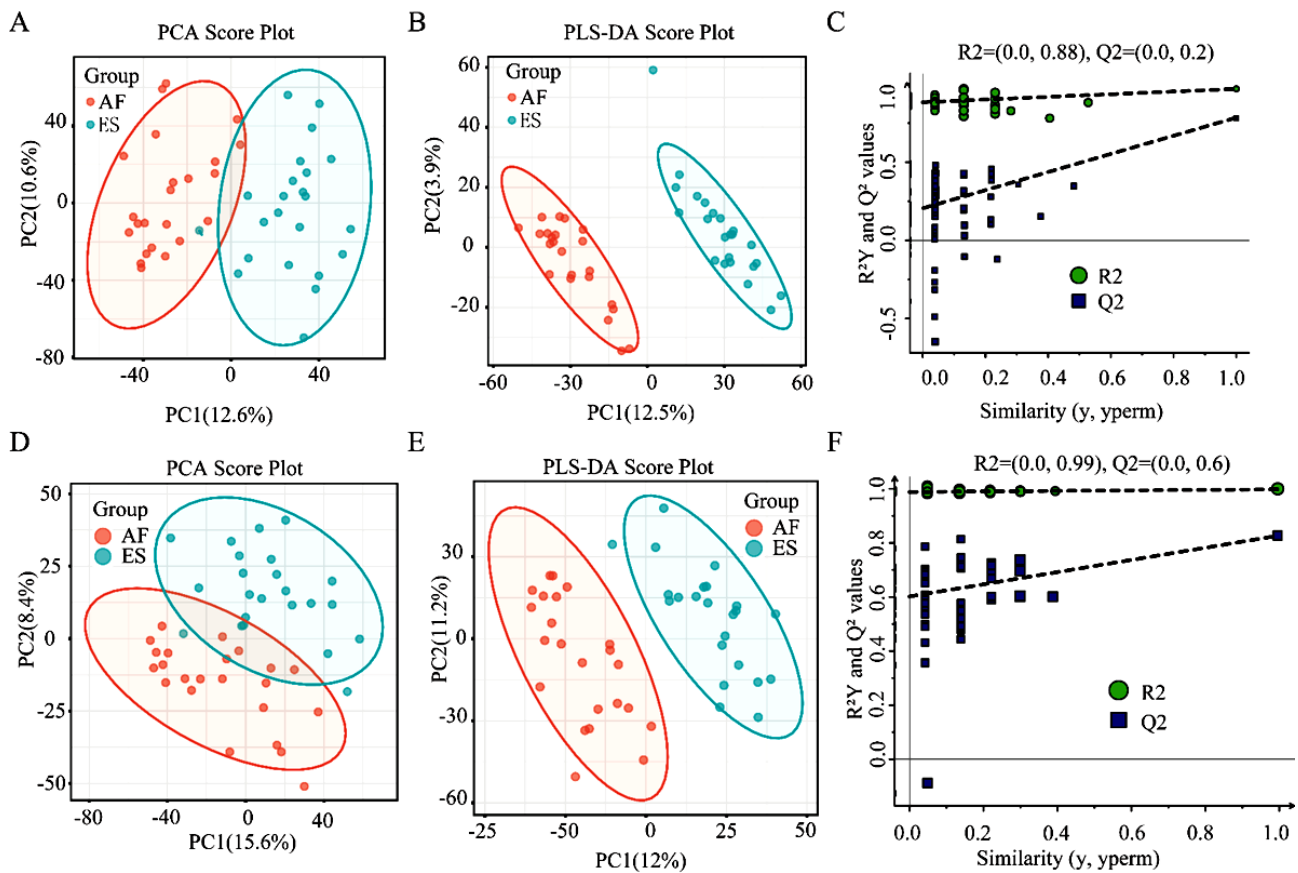 A
PCA Score Plot
Group
AF
ES
80
40
0
-40
-80
PC2(10.6%)
-40
0
40
PC1(12.6%)
B
PLS-DA Score Plot
Group
AF
ES
60
40
20
0
-20
PC2(3.9%)
-60
-30
0
30
60
PC1(12.5%)
C
R2=(0.0, 0.88), Q2=(0.0, 0.2)
1.0
0.5
0.0
-0.5
R²Y and Q² values
R2
Q2
0.0
0.2
0.4
0.6
0.8
1.0
Similarity (y, yperm)
D
PCA Score Plot
Group
AF
ES
50
25
0
-25
-50
PC2(8.4%)
-80
-40
0
40
PC1(15.6%)
E
PLS-DA Score Plot
Group
AF
ES
30
0
-30
-60
PC2(11.2%)
-25
25
0
25
50
PC1(12%)
F
R2=(0.0, 0.99), Q2=(0.0, 0.6)
1.0
0.8
0.6
0.4
0.2
0.0
R²Y and Q² values
R2
Q2
0.0
0.2
0.4
0.6
0.8
1.0
Similarity (y, yperm)